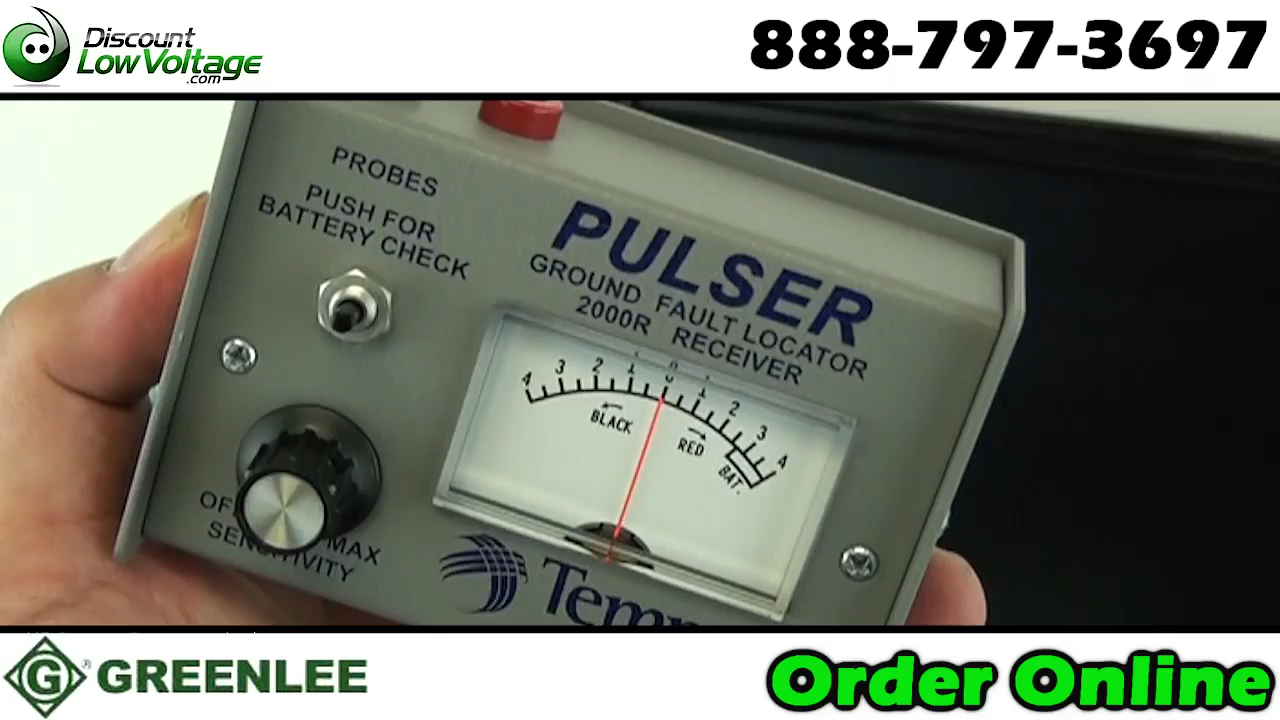 Discount
LowVoltage
.com
888-797-3697
PROBES
PUSH FOR
BATTERY CHECK
PULSER
GROUND FAULT LOCATOR
2000R RECEIVER
4 3 2 1 0 1 2 3 4
BLACK
RED
BAT.
MAX
SENSITIVITY
GREENLEE
Order Online